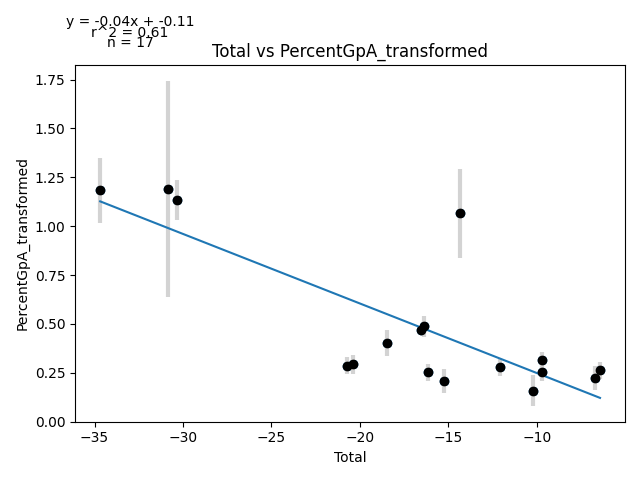 y = -0.04x + -0.11
r^2 = 0.61
n = 17
Total vs PercentGpA_transformed
1.75
1.50
1.25
1.00
0.75
0.50
0.25
0.00
PercentGpA_transformed
−35
−30
−25
−20
−15
−10
Total